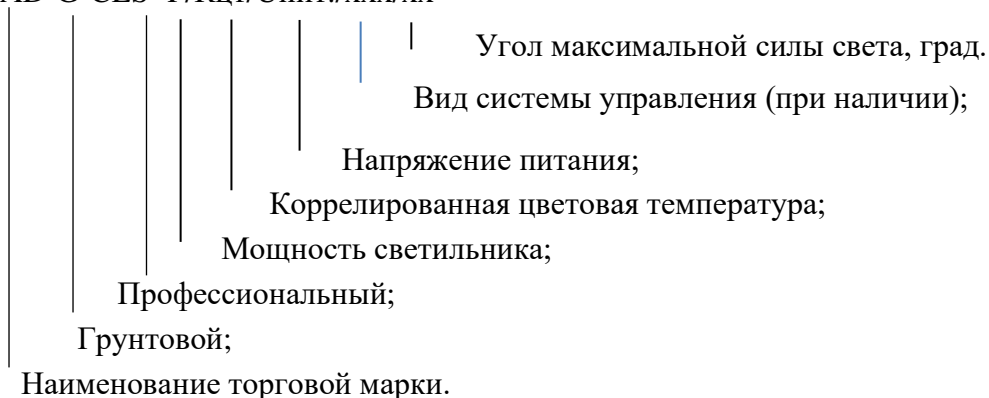 Угол максимальной силы света, град.
Вид системы управления (при наличии);
Напряжение питания;
Коррелированная цветовая температура;
Мощность светильника;
Профессиональный;
Грунтовой;
Наименование торговой марки.